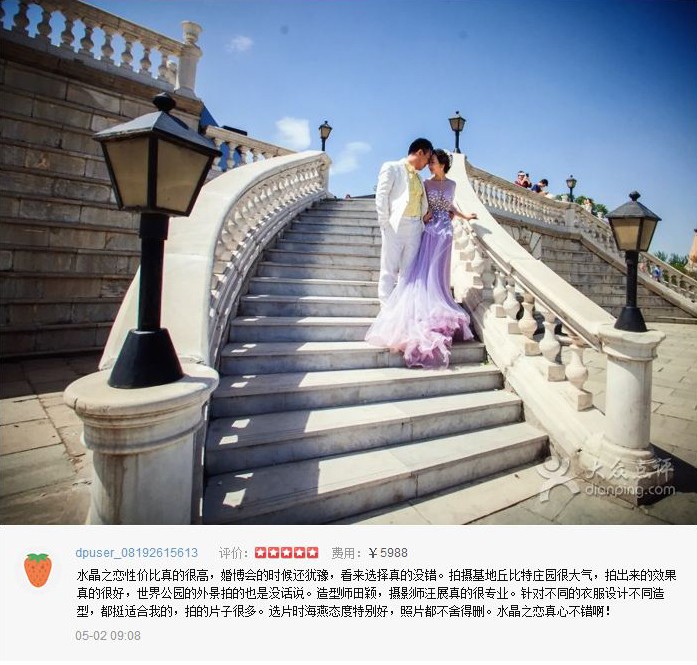 大众点评
dianping.com
dpuser_08192615613 评价: 费用: ￥5988
水晶之恋性价比真的很高，婚博会的时候还犹豫，看来选择真的没错。拍摄基地丘比特庄园很大气，拍出来的效果
真的很好，世界公园的外景拍的也是没话说。造型师田颖，摄影师汪展真的很专业。针对不同的衣服设计不同造
型，都挺适合我的，拍的片子很多。选片时海燕态度特别好，照片都不舍得删。水晶之恋真心不错啊！
05-02 09:08